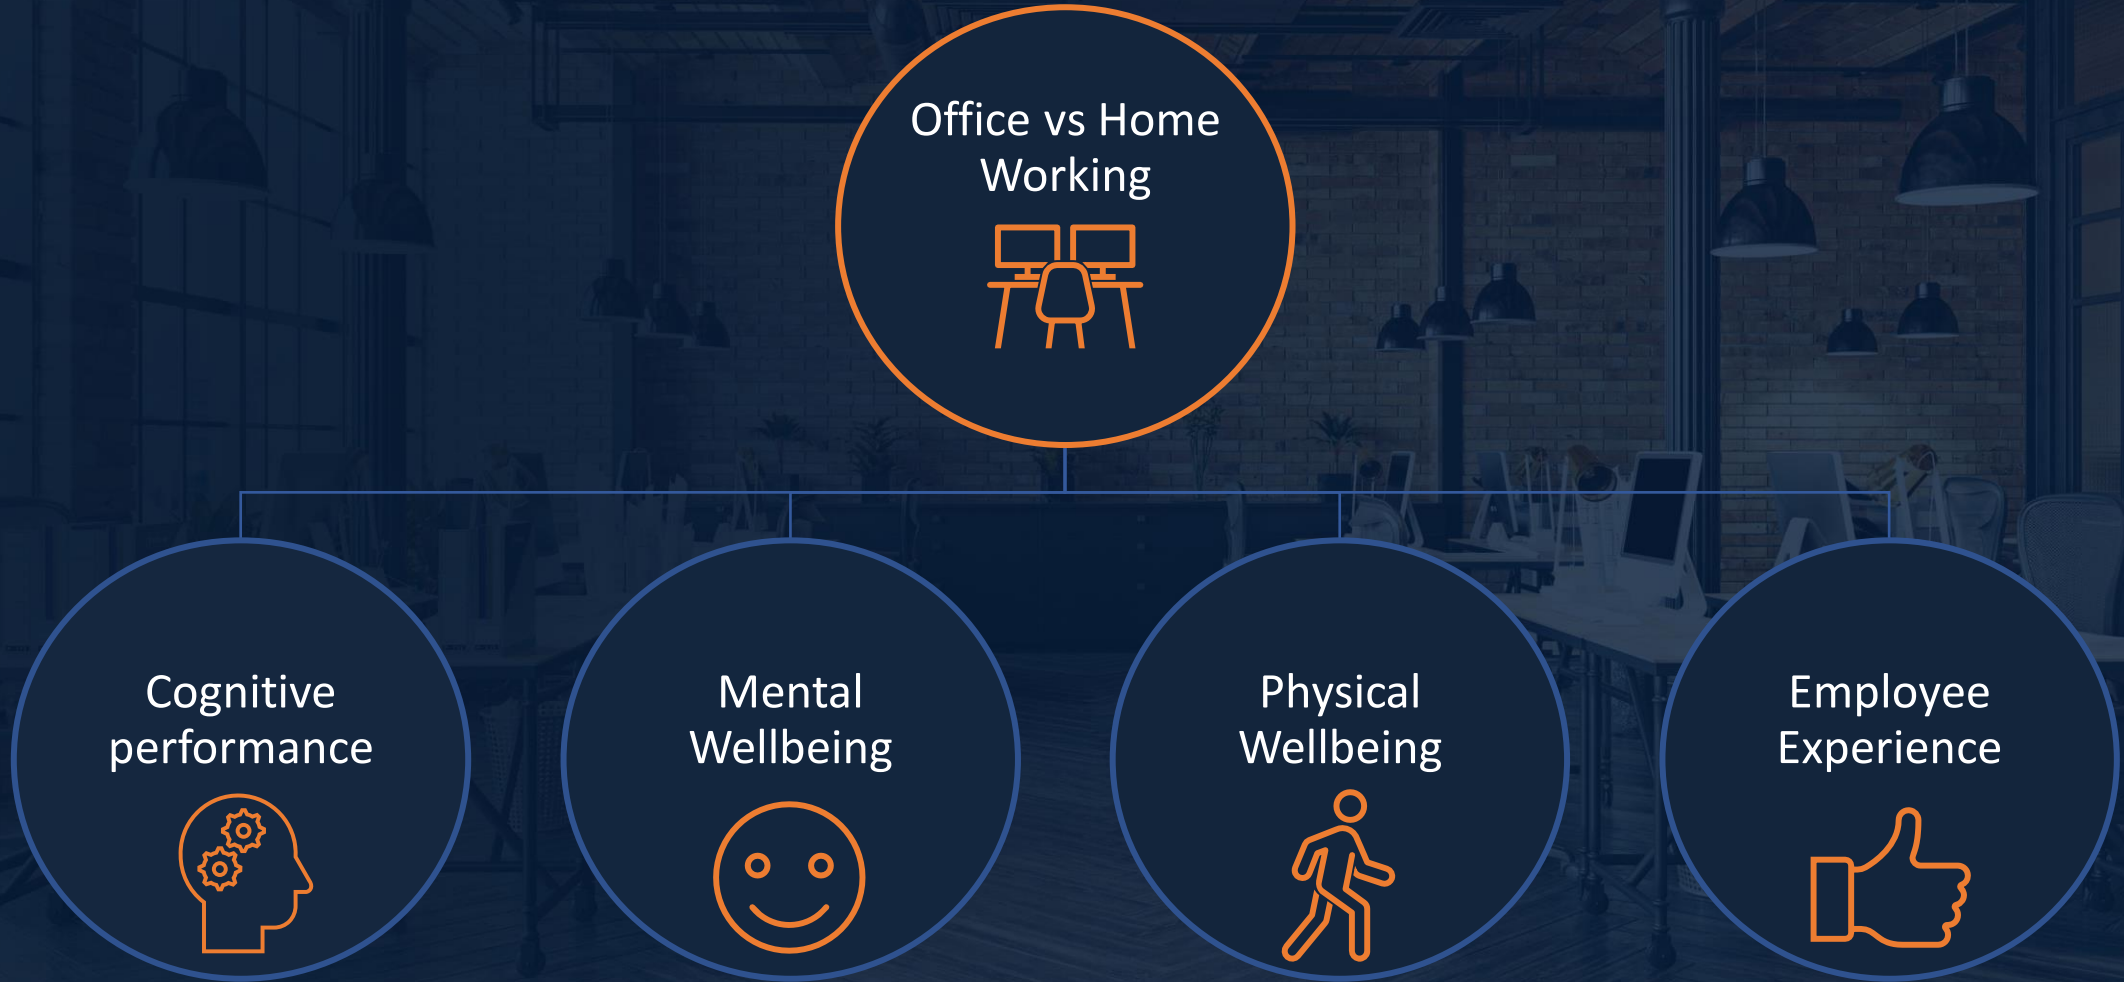 Office vs Home
Working
Cognitive
performance
Mental
Wellbeing
Physical
Wellbeing
Employee
Experience